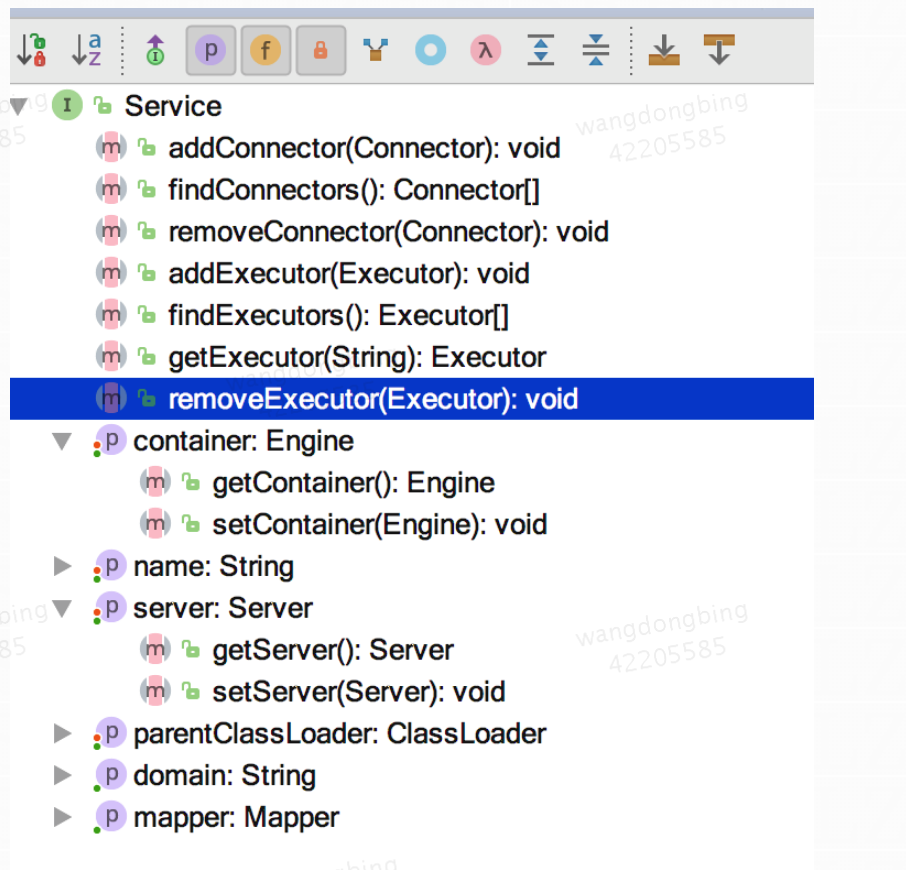 Service
addConnector(Connector): void
findConnectors(): Connector[]
removeConnector(Connector): void
addExecutor(Executor): void
findExecutors(): Executor[]
getExecutor(String): Executor
removeExecutor(Executor): void
container: Engine
getContainer(): Engine
setContainer(Engine): void
name: String
server: Server
getServer(): Server
setServer(Server): void
parentClassLoader: ClassLoader
domain: String
mapper: Mapper
wangdongbing
42205585
wangdongbing
42205585